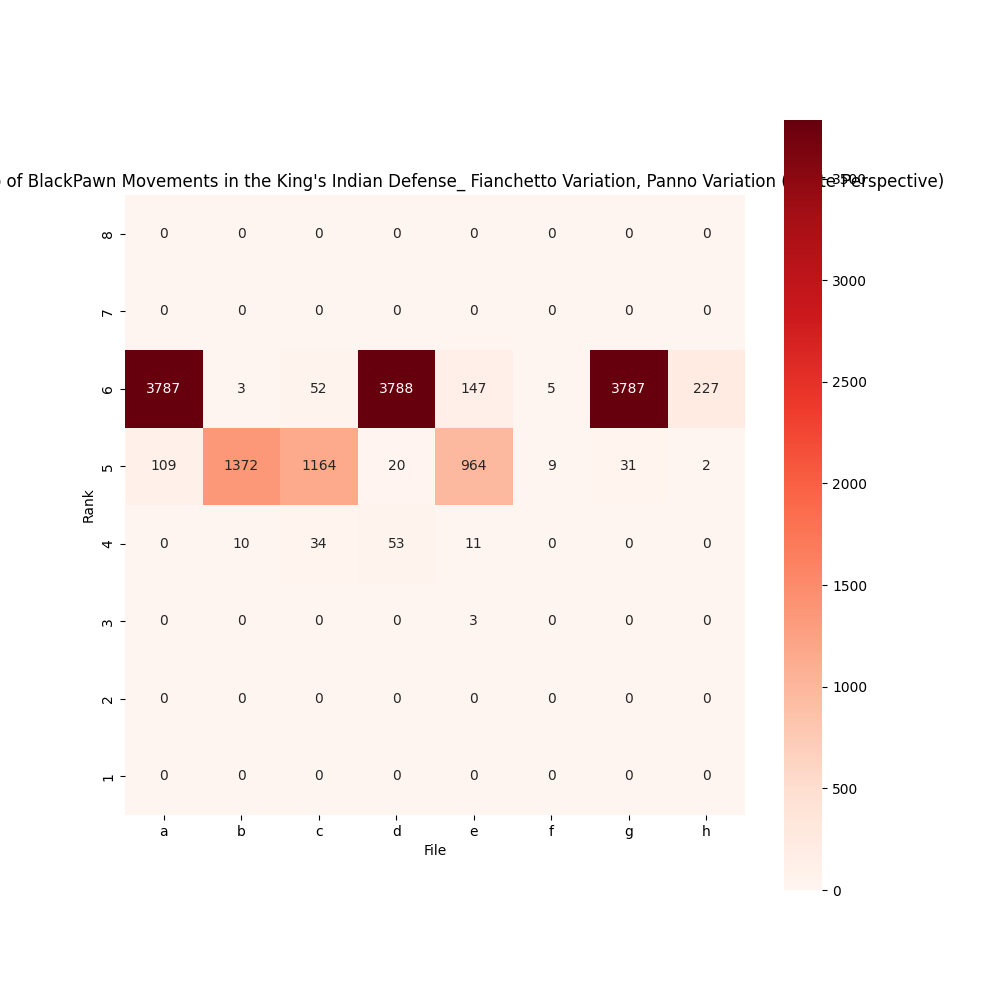 of BlackPawn Movements in the King's Indian Defense_ Fianchetto Variation, Panno Variation ( Perspective)
8 0 0 0 0 0 0 0 0
7 0 0 0 0 0 0 0 0
6 3787 3 52 3788 147 5 3787 227
5 109 1372 1164 20 964 9 31 2
4 0 10 34 53 11 0 0 0
3 0 0 0 0 3 0 0 0
2 0 0 0 0 0 0 0 0
1 0 0 0 0 0 0 0 0
a b c d e f g h
File
Rank
3500
3000
2500
2000
1500
1000
500
0